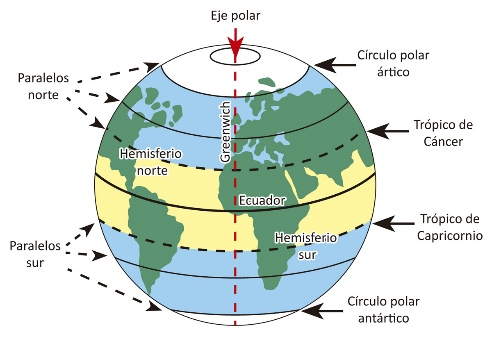 Eje polar
Círculo polar
ártico
Paralelos
norte
Greenwich
Trópico de
Cáncer
Hemisferio
norte
Ecuador
Trópico de
Capricornio
Hemisferio
sur
Paralelos
sur
Círculo polar
antártico